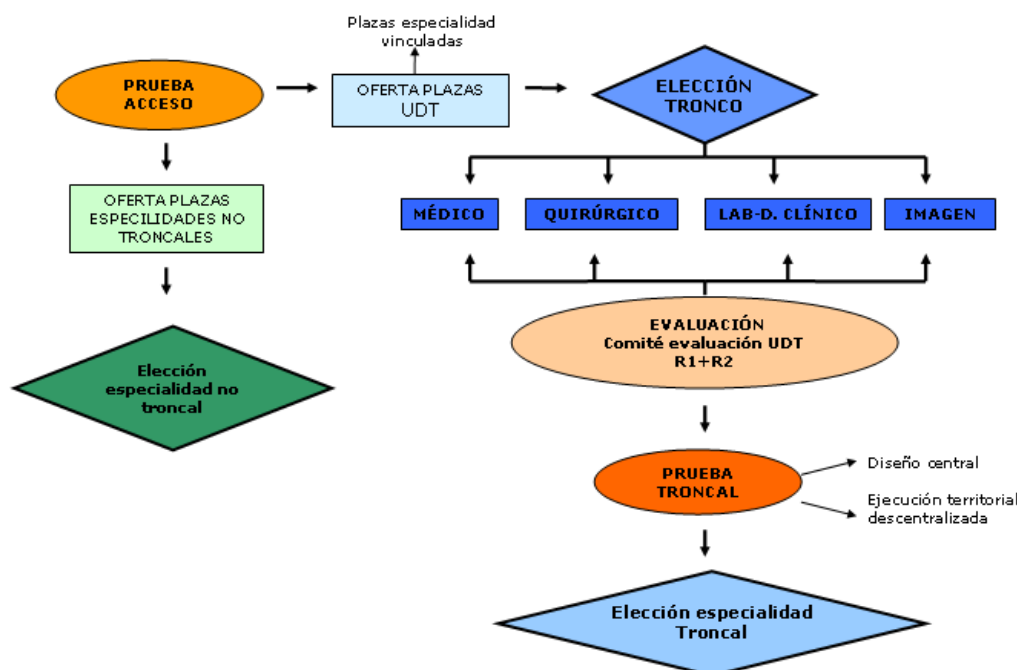 Plazas especialidad
vinculadas
PRUEBA
ACCESO
OFERTA PLAZAS
UDT
ELECCIÓN
TRONCO
OFERTA PLAZAS
ESPECILIDADES NO
TRONCALES
MÉDICO
QUIRÚRGICO
LAB-D. CLÍNICO
IMAGEN
EVALUACIÓN
Comité evaluación UDT
R1+R2
Elección
especialidad no
troncal
PRUEBA
TRONCAL
Diseño central
Ejecución territorial
descentralizada
Elección especialidad
Troncal